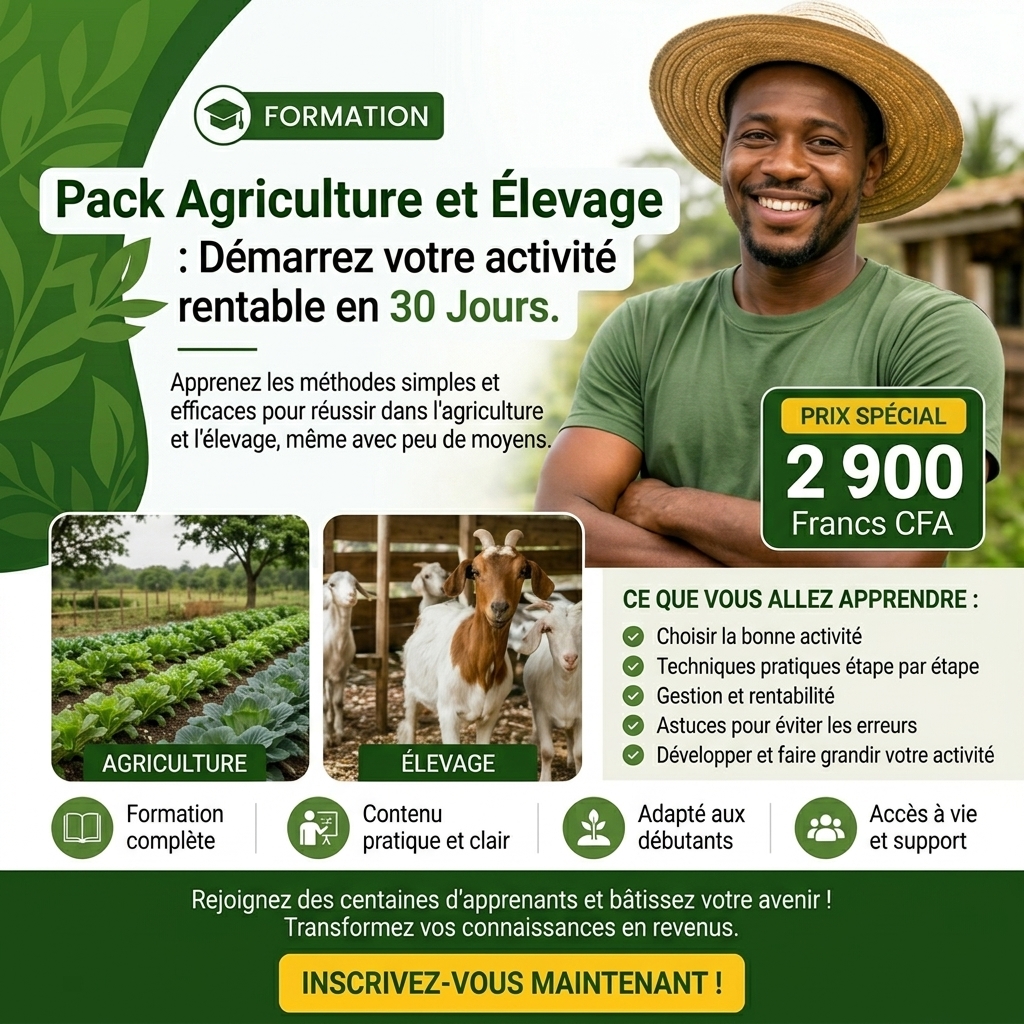 FORMATION
Pack Agriculture et Élevage
: Démarrez votre activité
rentable en 30 Jours.
Apprenez les méthodes simples et
efficaces pour réussir dans l'agriculture
et l'élevage, même avec peu de moyens.
PRIX SPÉCIAL
2 900
Francs CFA
AGRICULTURE
ÉLEVAGE
CE QUE VOUS ALLEZ APPRENDRE :
Choisir la bonne activité
Techniques pratiques étape par étape
Gestion et rentabilité
Astuces pour éviter les erreurs
Développer et faire grandir votre activité
Formation
complète
Contenu
pratique et clair
Adapté aux
débutants
Accès à vie
et support
Rejoignez des centaines d'apprenants et bâtissez votre avenir !
Transformez vos connaissances en revenus.
INSCRIVEZ-VOUS MAINTENANT !